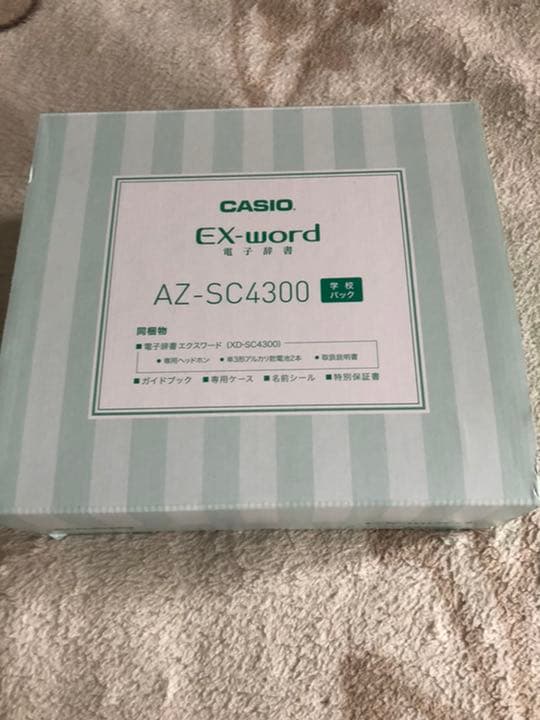 CASIO.
EX-word
電子辞書
AZ-SC4300 学校パック
同梱物
■電子辞書エクスワード (XD-SC4300)
●専用ヘッドホン ●単3形アルカリ乾電池2本 ●取扱説明書
■ガイドブック ■専用ケース ■名前シール ■特別保証書